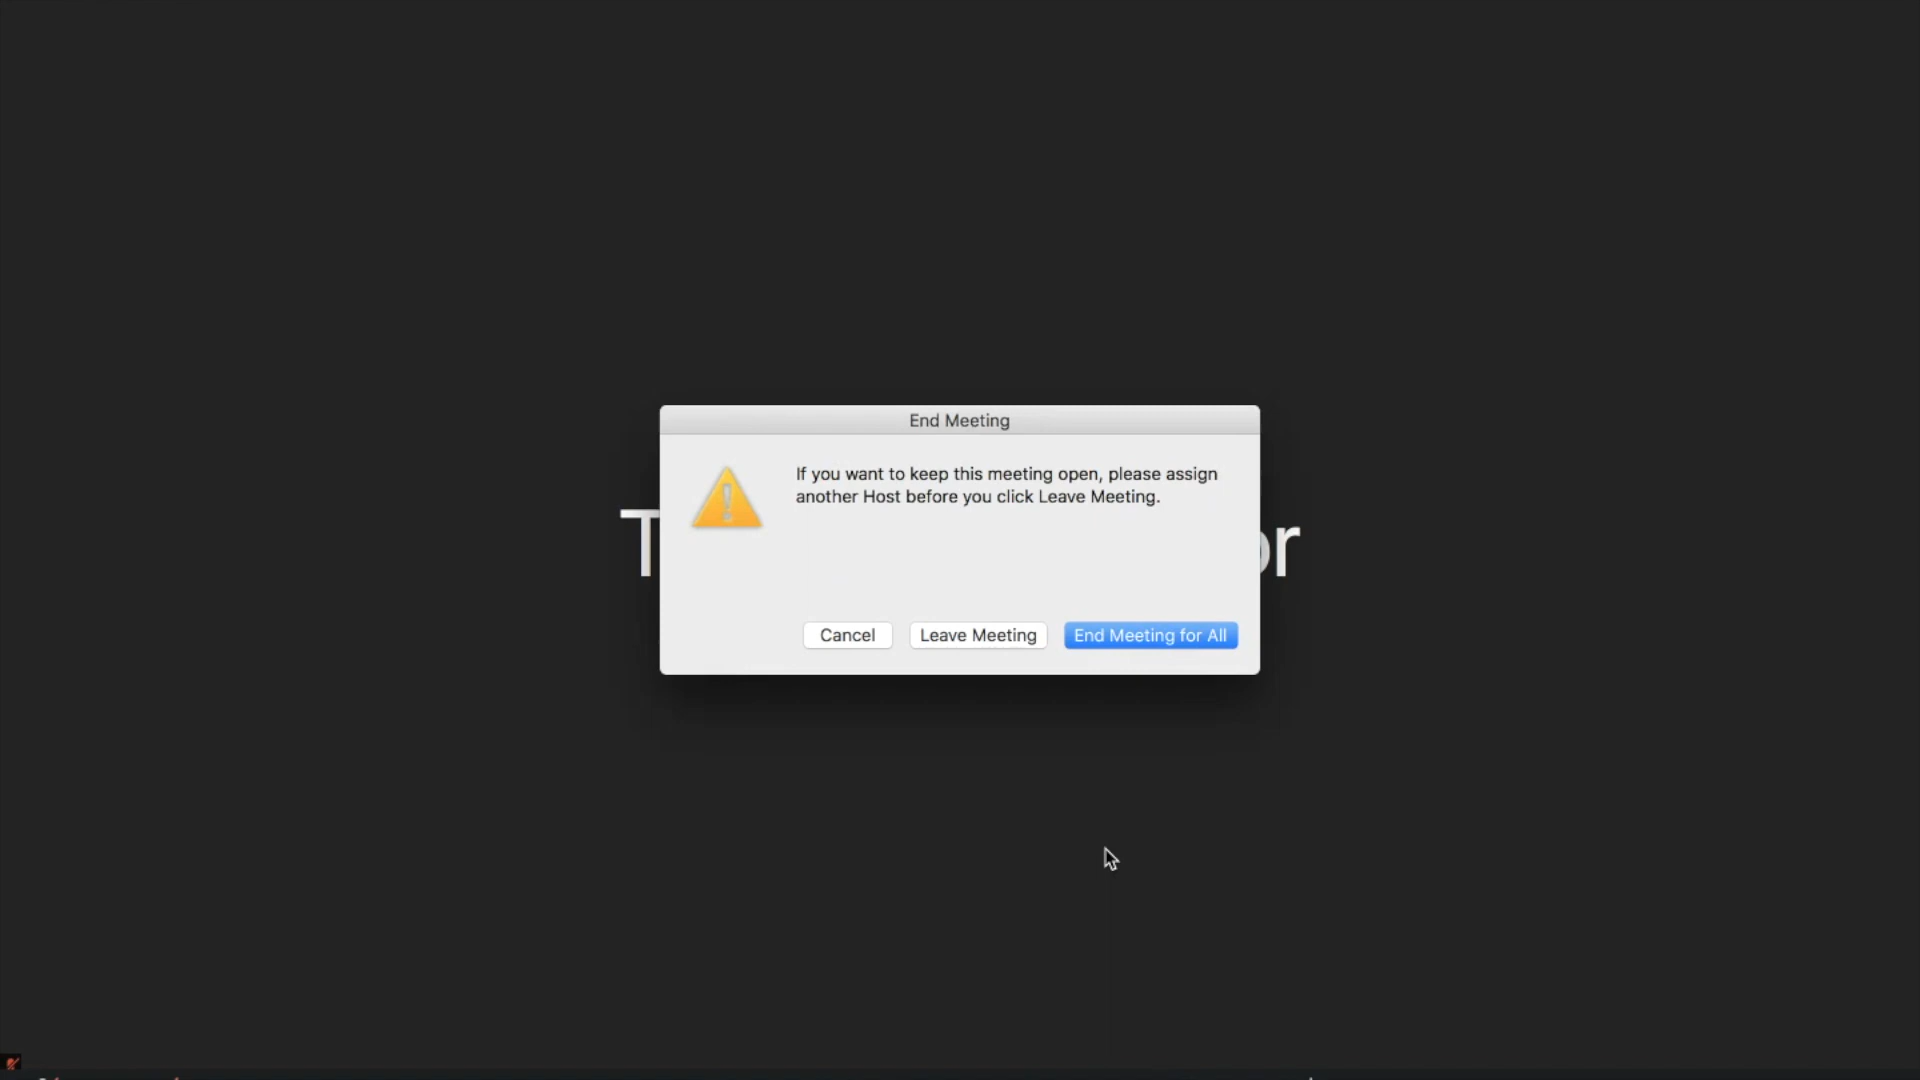 End Meeting
If you want to keep this meeting open, please assign
another Host before you click Leave Meeting.
Cancel
Leave Meeting
End Meeting for All